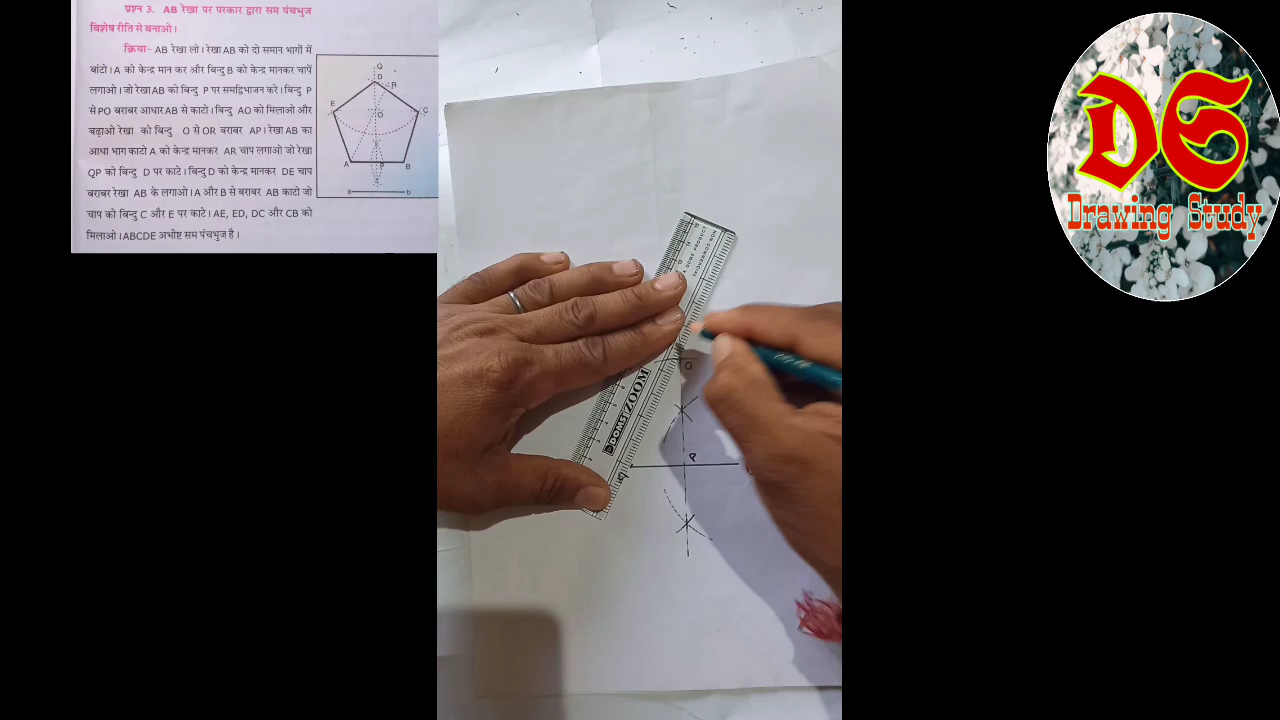 प्रश्न 3. AB रेखा पर परकार द्वारा सम पंचभुज
विशेष रीति से बनाओ।
क्रिया- AB रेखा लो। रेखा AB को दो समान भागों में
बांटो। A को केन्द्र मान कर और बिन्दु B को केन्द्र मानकर चापें
लगाओ। जो रेखा AB को बिन्दु P पर समद्विभाजन करे। बिन्दु P
से PO बराबर आधार AB से काटो। बिन्दु AO को मिलाओ और
बढ़ाओ रेखा को बिन्दु O से OR बराबर AP। रेखा AB का
आधा भाग काटो A को केन्द्र मानकर AR चाप लगाओ जो रेखा
QP को बिन्दु D पर काटे। बिन्दु D को केन्द्र मानकर DE चाप
बराबर रेखा AB के लगाओ। A और B से बराबर AB काटो जो
चाप को बिन्दु C और E पर काटे। AE, ED, DC और CB को
मिलाओ। ABCDE अभीष्ट सम पंचभुज है।
Q
D
R
E
C
O
A
P
B
a
b
DS
Drawing Study
DOMS ZOOM
O
P